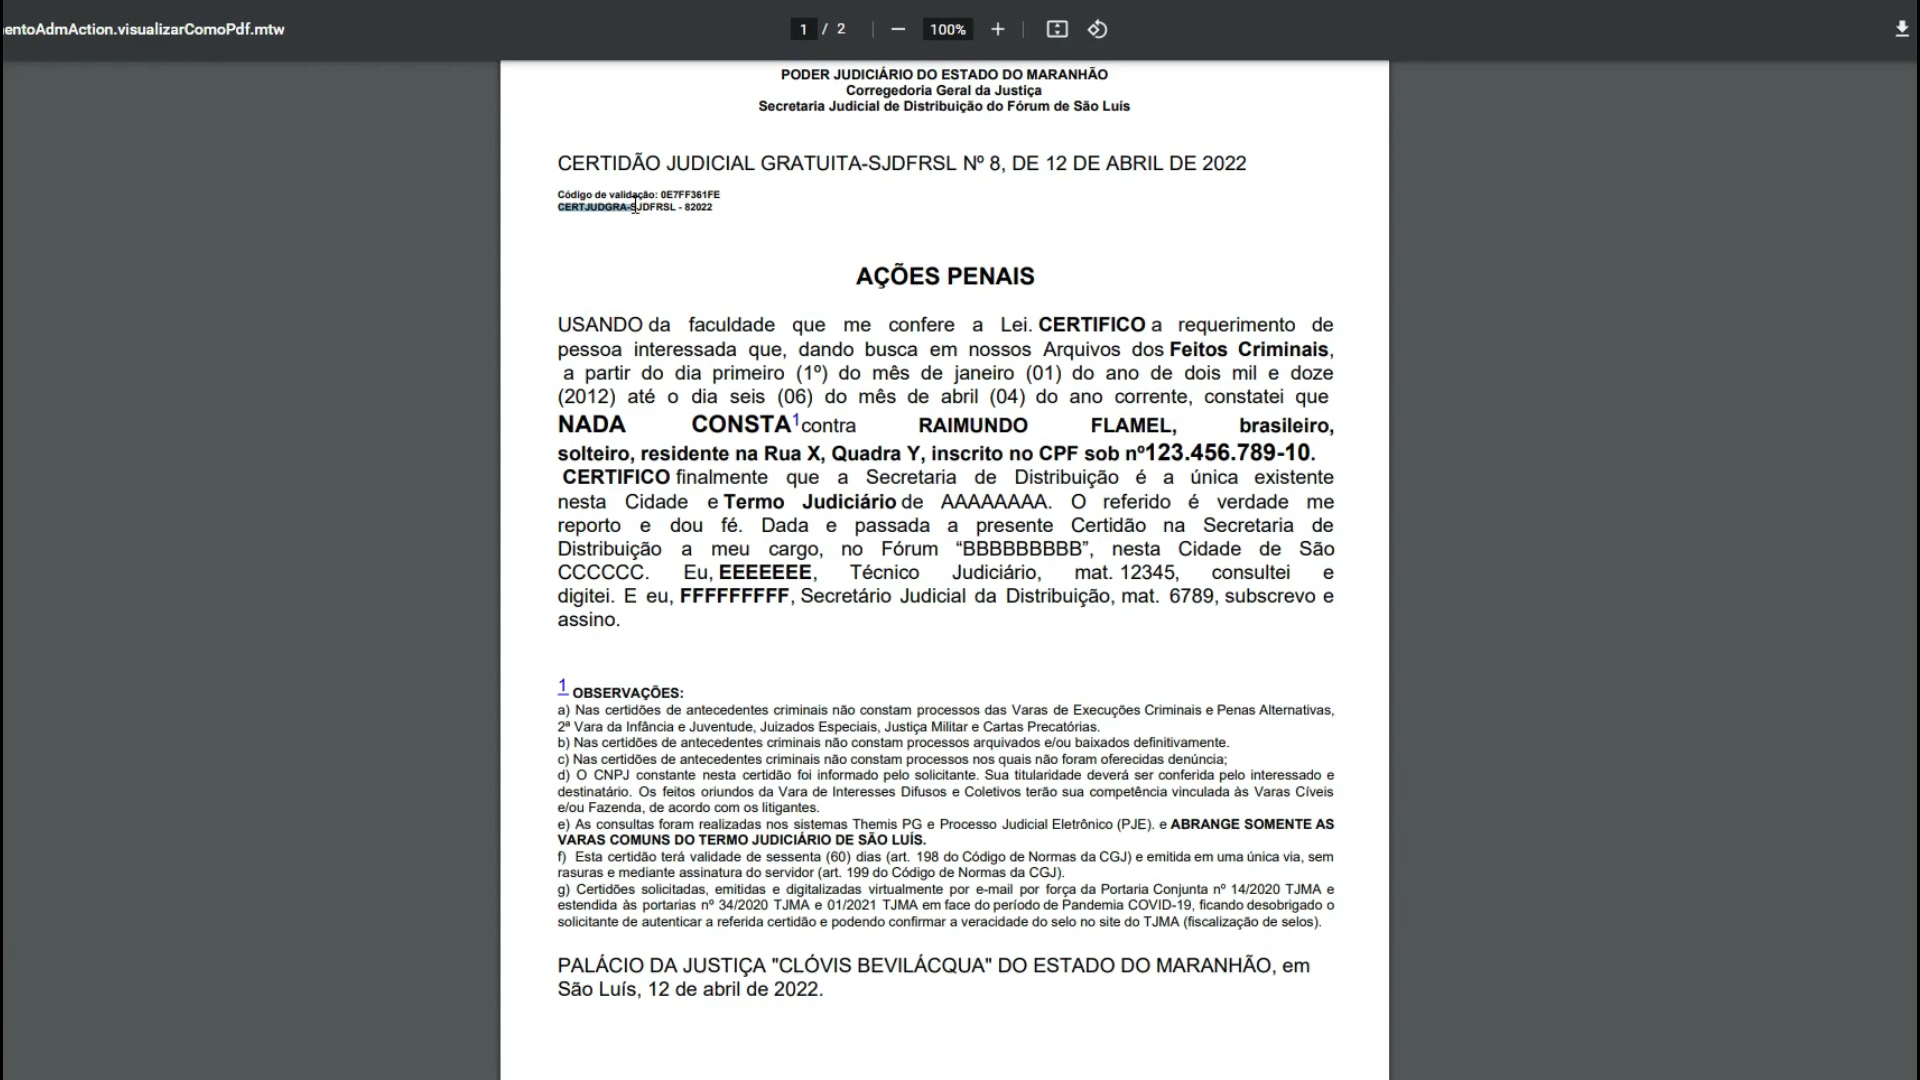 entoAdmAction.visualizarComoPdf.mtw
1 / 2
100%
PODER JUDICIÁRIO DO ESTADO DO MARANHÃO
Corregedoria Geral da Justiça
Secretaria Judicial de Distribuição do Fórum de São Luís
CERTIDÃO JUDICIAL GRATUITA-SJDFRSL Nº 8, DE 12 DE ABRIL DE 2022
Código de validação: 0E7FF361FE
CERTJUDGRA-SJDFRSL - 82022
AÇÕES PENAIS
USANDO da faculdade que me confere a Lei. CERTIFICO a requerimento de
pessoa interessada que, dando busca em nossos Arquivos dos Feitos Criminais,
a partir do dia primeiro (1º) do mês de janeiro (01) do ano de dois mil e doze
(2012) até o dia seis (06) do mês de abril (04) do ano corrente, constatei que
NADA CONSTA1contra RAIMUNDO FLAMEL, brasileiro,
solteiro, residente na Rua X, Quadra Y, inscrito no CPF sob nº123.456.789-10.
CERTIFICO finalmente que a Secretaria de Distribuição é a única existente
nesta Cidade e Termo Judiciário de AAAAAAAA. O referido é verdade me
reporto e dou fé. Dada e passada a presente Certidão na Secretaria de
Distribuição a meu cargo, no Fórum “BBBBBBBBB”, nesta Cidade de São
CCCCCC. Eu, EEEEEEE, Técnico Judiciário, mat. 12345, consultei e
digitei. E eu, FFFFFFFFF, Secretário Judicial da Distribuição, mat. 6789, subscrevo e
assino.
1 OBSERVAÇÕES:
a) Nas certidões de antecedentes criminais não constam processos das Varas de Execuções Criminais e Penas Alternativas,
2ª Vara da Infância e Juventude, Juizados Especiais, Justiça Militar e Cartas Precatórias.
b) Nas certidões de antecedentes criminais não constam processos arquivados e/ou baixados definitivamente.
c) Nas certidões de antecedentes criminais não constam processos nos quais não foram oferecidas denúncia;
d) O CNPJ constante nesta certidão foi informado pelo solicitante. Sua titularidade deverá ser conferida pelo interessado e
destinatário. Os feitos oriundos da Vara de Interesses Difusos e Coletivos terão sua competência vinculada às Varas Cíveis
e/ou Fazenda, de acordo com os litigantes.
e) As consultas foram realizadas nos sistemas Themis PG e Processo Judicial Eletrônico (PJE). e ABRANGE SOMENTE AS
VARAS COMUNS DO TERMO JUDICIÁRIO DE SÃO LUÍS.
f) Esta certidão terá validade de sessenta (60) dias (art. 198 do Código de Normas da CGJ) e emitida em uma única via, sem
rasuras e mediante assinatura do servidor (art. 199 do Código de Normas da CGJ).
g) Certidões solicitadas, emitidas e digitalizadas virtualmente por e-mail por força da Portaria Conjunta nº 14/2020 TJMA e
estendida às portarias nº 34/2020 TJMA e 01/2021 TJMA em face do período de Pandemia COVID-19, ficando desobrigado o
solicitante de autenticar a referida certidão e podendo confirmar a veracidade do selo no site do TJMA (fiscalização de selos).
PALÁCIO DA JUSTIÇA "CLÓVIS BEVILÁCQUA" DO ESTADO DO MARANHÃO, em
São Luís, 12 de abril de 2022.